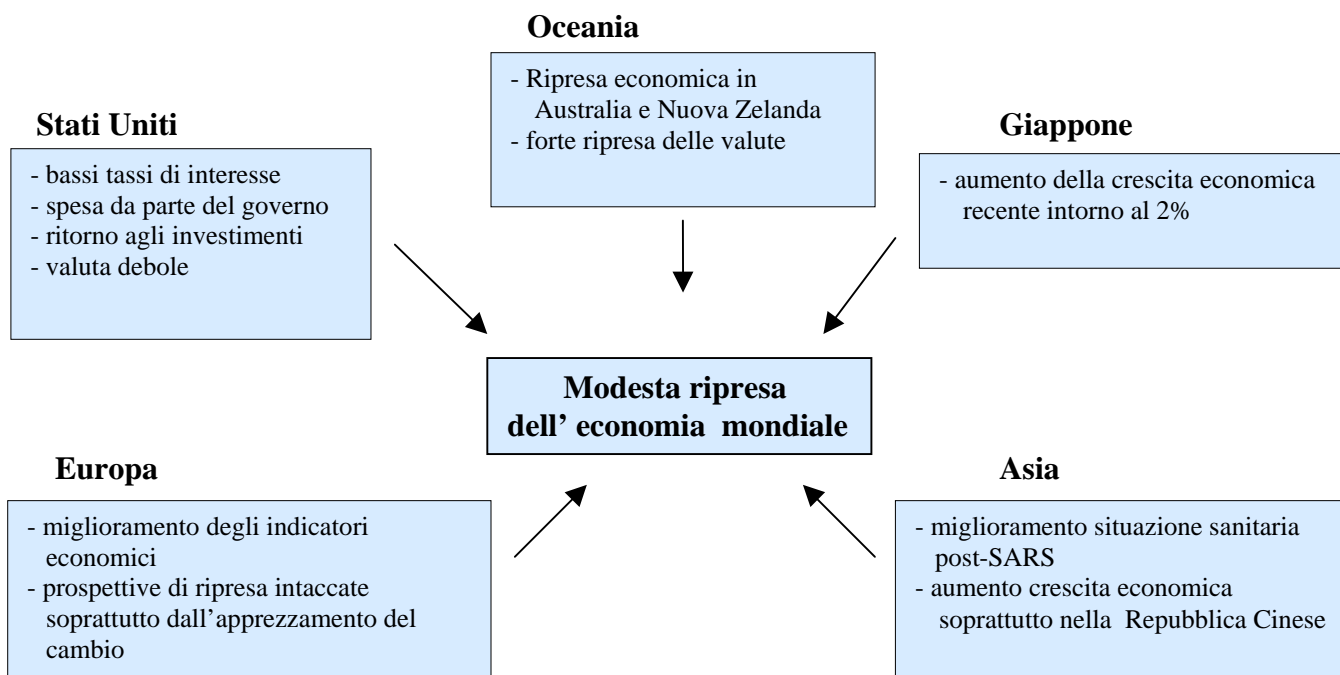 Oceania
- Ripresa economica in
Australia e Nuova Zelanda
- forte ripresa delle valute
Stati Uniti
- bassi tassi di interesse
- spesa da parte del governo
- ritorno agli investimenti
- valuta debole
Giappone
- aumento della crescita economica
recente intorno al 2%
Modesta ripresa
dell’ economia mondiale
Europa
- miglioramento degli indicatori
economici
- prospettive di ripresa intaccate
soprattutto dall’apprezzamento del
cambio
Asia
- miglioramento situazione sanitaria
post-SARS
- aumento crescita economica
soprattutto nella Repubblica Cinese